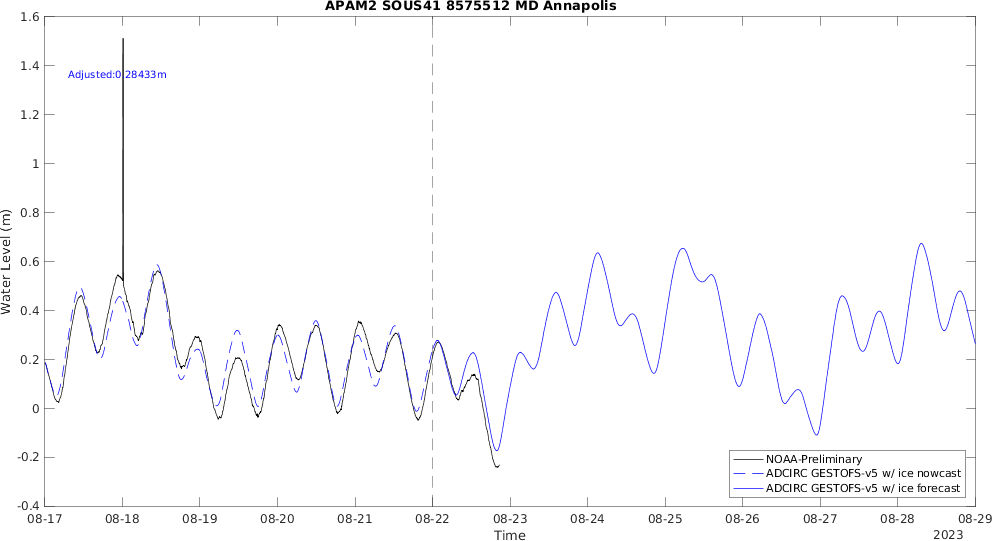 APAM2 SOUS41 8575512 MD Annapolis
1.6
1.4
1.2
1
0.8
0.6
0.4
0.2
0
-0.2
-0.4
Water Level (m)
Adjusted:0.28433m
NOAA-Preliminary
ADCIRC GESTOFS-v5 w/ ice nowcast
ADCIRC GESTOFS-v5 w/ ice forecast
08-17 08-18 08-19 08-20 08-21 08-22 08-23 08-24 08-25 08-26 08-27 08-28 08-29
Time
2023